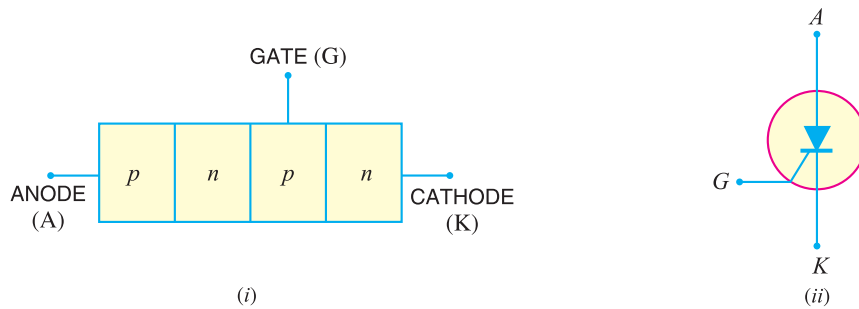 GATE (G)
p n p n
ANODE
(A)
CATHODE
(K)
(i)
A
G
K
(ii)